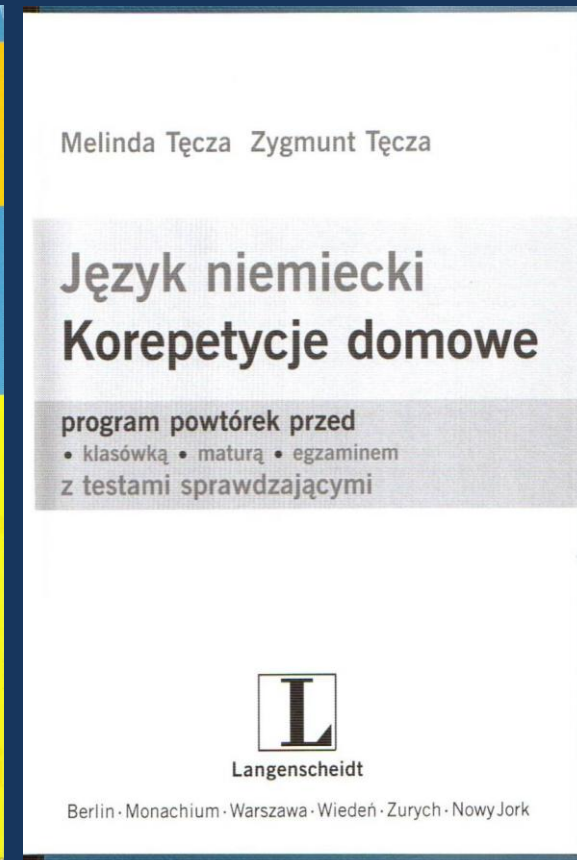 Melinda Tęcza Zygmunt Tęcza
Język niemiecki
Korepetycje domowe
program powtórek przed
• klasówką • maturą • egzaminem
z testami sprawdzającymi
L
Langenscheidt
Berlin · Monachium · Warszawa · Wiedeń · Zurych · Nowy Jork